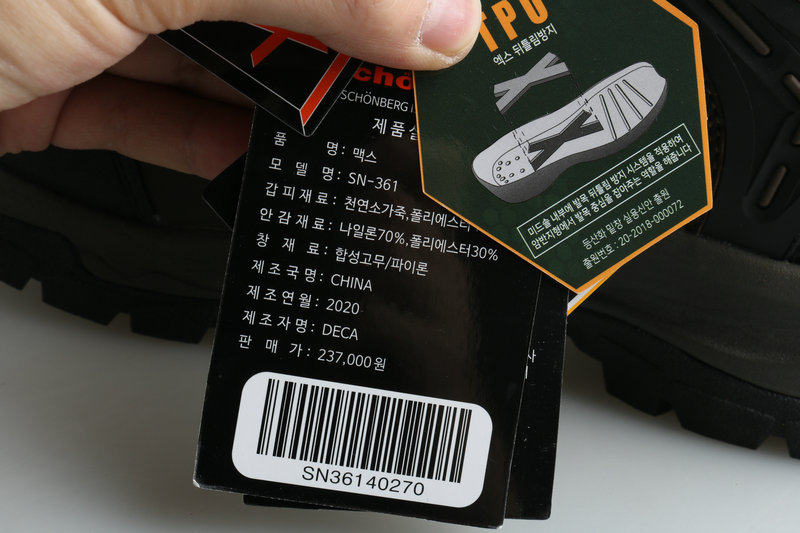 TPU
엑스 뒤틀림방지
미드솔 내부에 발목 뒤틀림 방지 시스템을 적용하여
암반지형에서 발목 중심을 잡아주는 역할을 해줍니다
등산화 밑창 실용신안 출원
출원번호: 20-2018-000072
SCHÖNBERG
제품
품 명: 맥스
모 델 명: SN-361
갑피재료: 천연소가죽,폴리에스터
안감재료: 나일론70%,폴리에스터30%
창 재 료: 합성고무/파이론
제조국명: CHINA
제조연월: 2020
제조자명: DECA
판 매 가: 237,000원
SN36140270